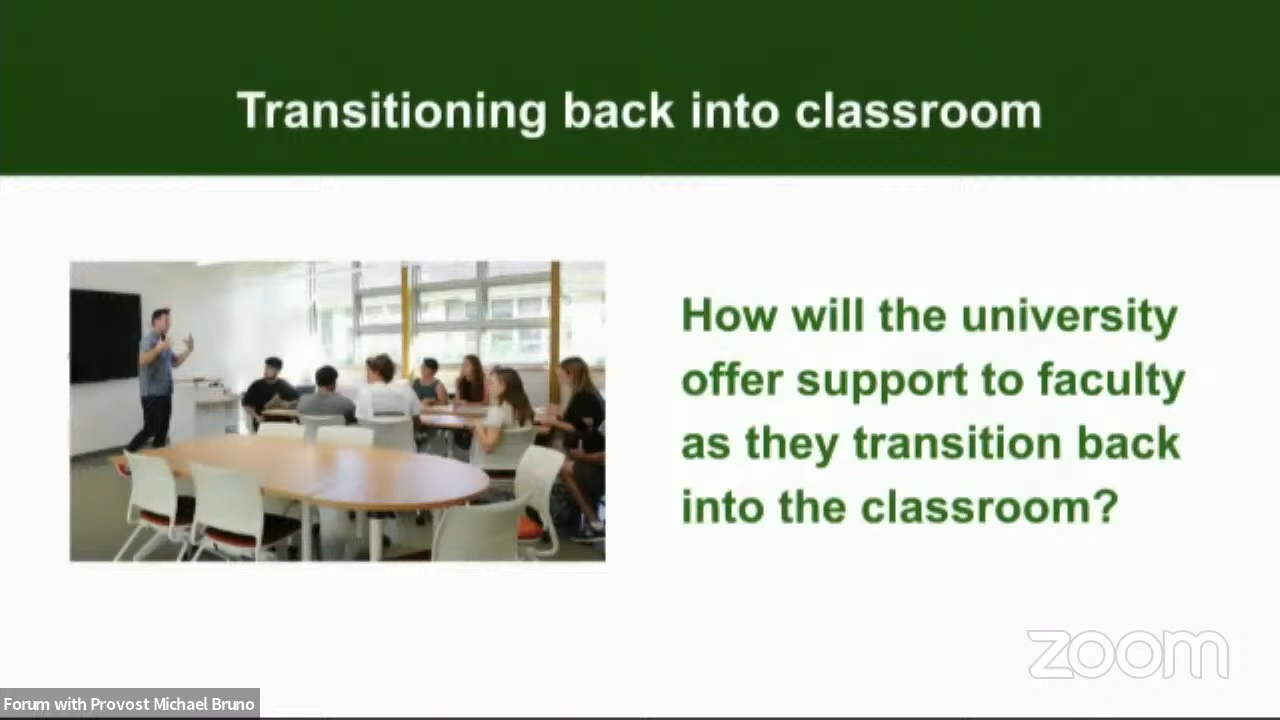 Transitioning back into classroom
How will the university
offer support to faculty
as they transition back
into the classroom?
zoom
Forum with Provost Michael Bruno